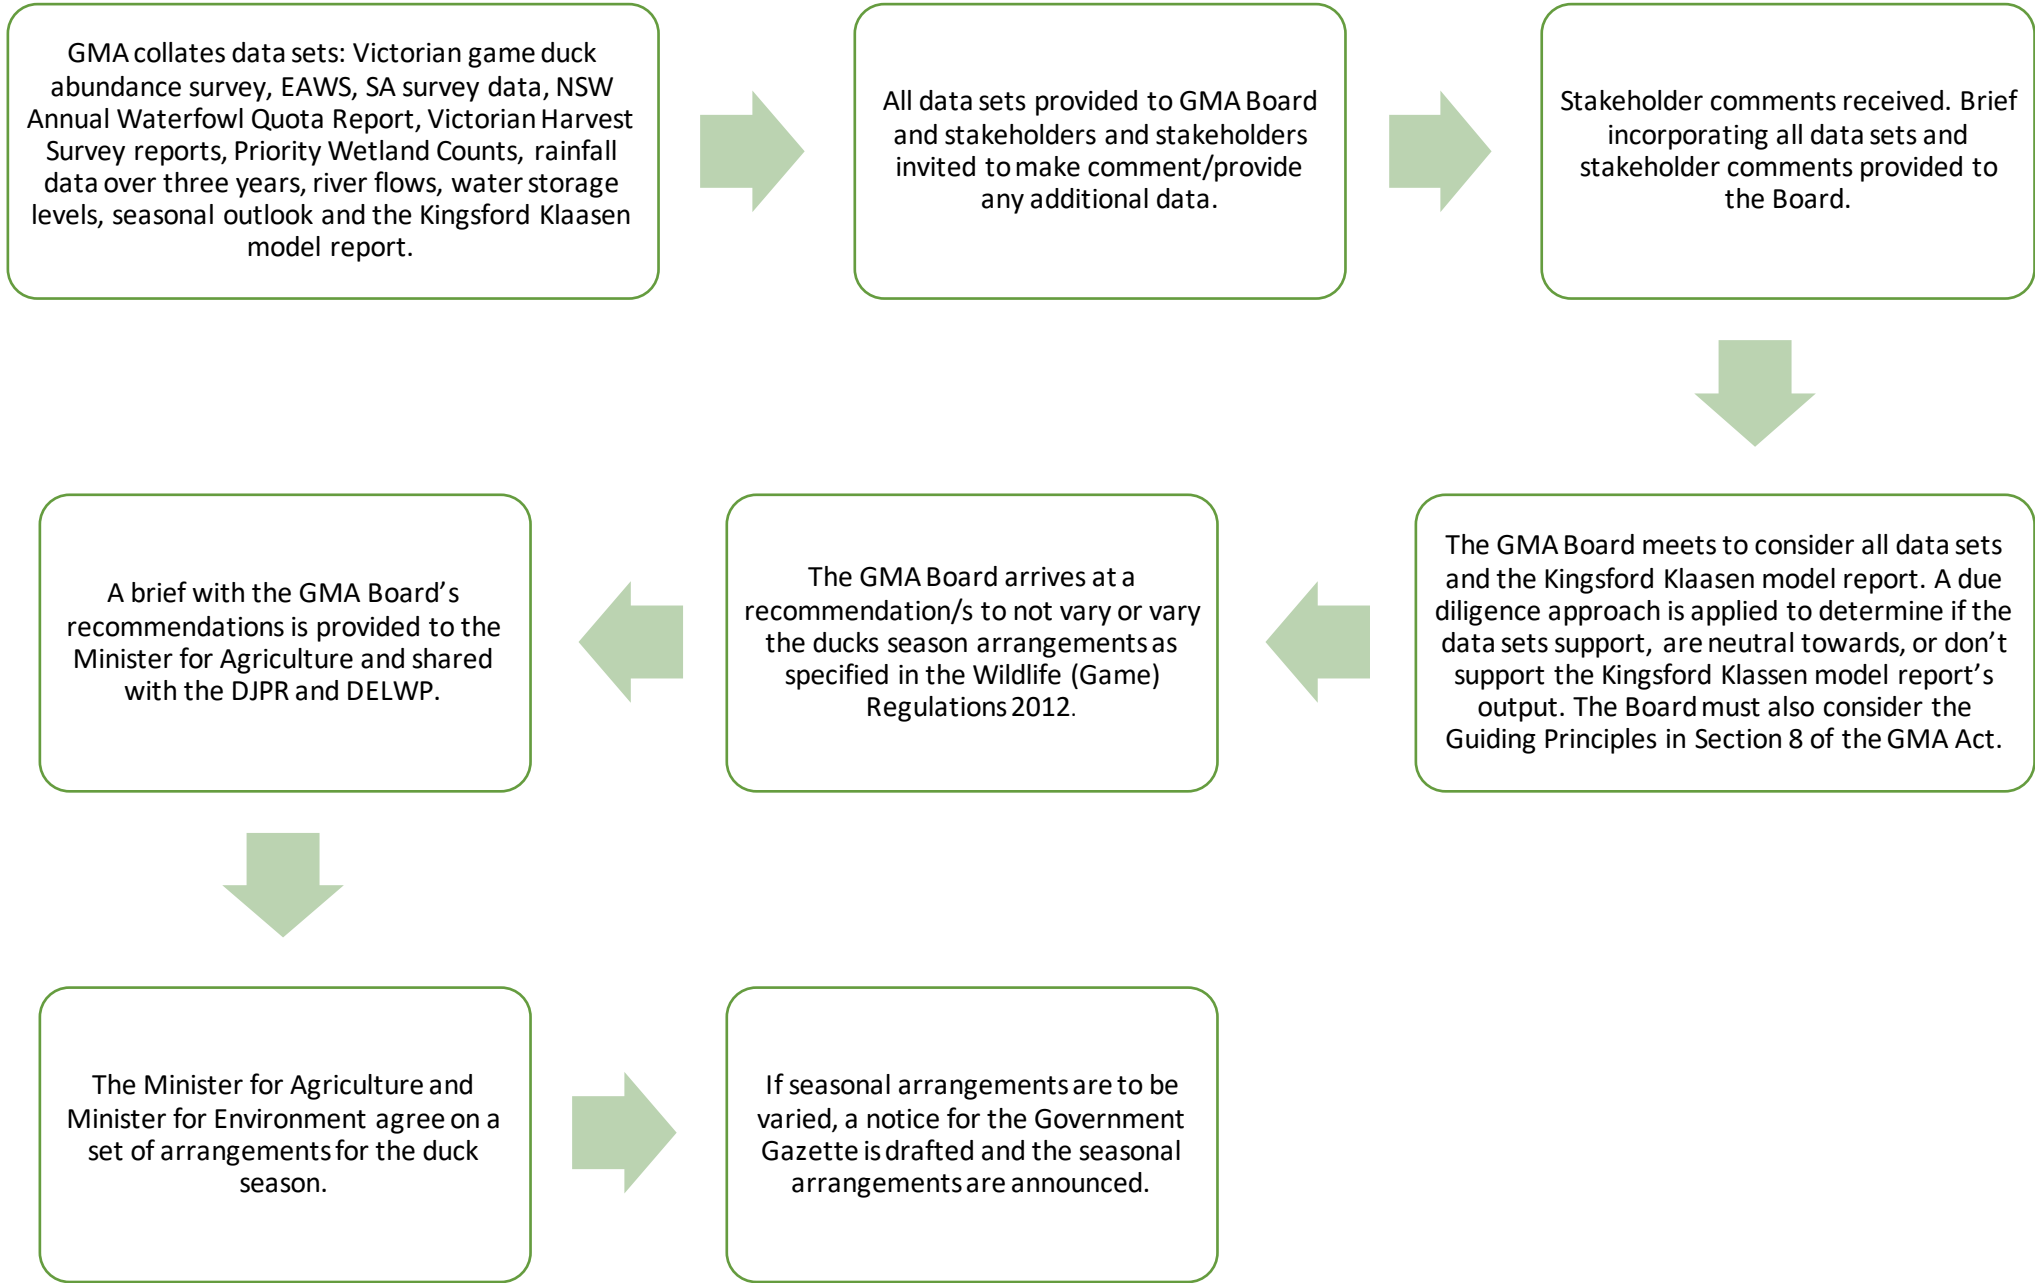 GMA collates data sets: Victorian game duck
abundance survey, EAWS, SA survey data, NSW
Annual Waterfowl Quota Report, Victorian Harvest
Survey reports, Priority Wetland Counts, rainfall
data over three years, river flows, water storage
levels, seasonal outlook and the Kingsford Klaasen
model report.
All data sets provided to GMA Board
and stakeholders and stakeholders
invited to make comment/provide
any additional data.
Stakeholder comments received. Brief
incorporating all data sets and
stakeholder comments provided to
the Board.
The GMA Board meets to consider all data sets
and the Kingsford Klaasen model report. A due
diligence approach is applied to determine if the
data sets support, are neutral towards, or don’t
support the Kingsford Klassen model report’s
output. The Board must also consider the
Guiding Principles in Section 8 of the GMA Act.
The GMA Board arrives at a
recommendation/s to not vary or vary
the ducks season arrangements as
specified in the Wildlife (Game)
Regulations 2012.
A brief with the GMA Board’s
recommendations is provided to the
Minister for Agriculture and shared
with the DJPR and DELWP.
The Minister for Agriculture and
Minister for Environment agree on a
set of arrangements for the duck
season.
If seasonal arrangements are to be
varied, a notice for the Government
Gazette is drafted and the seasonal
arrangements are announced.